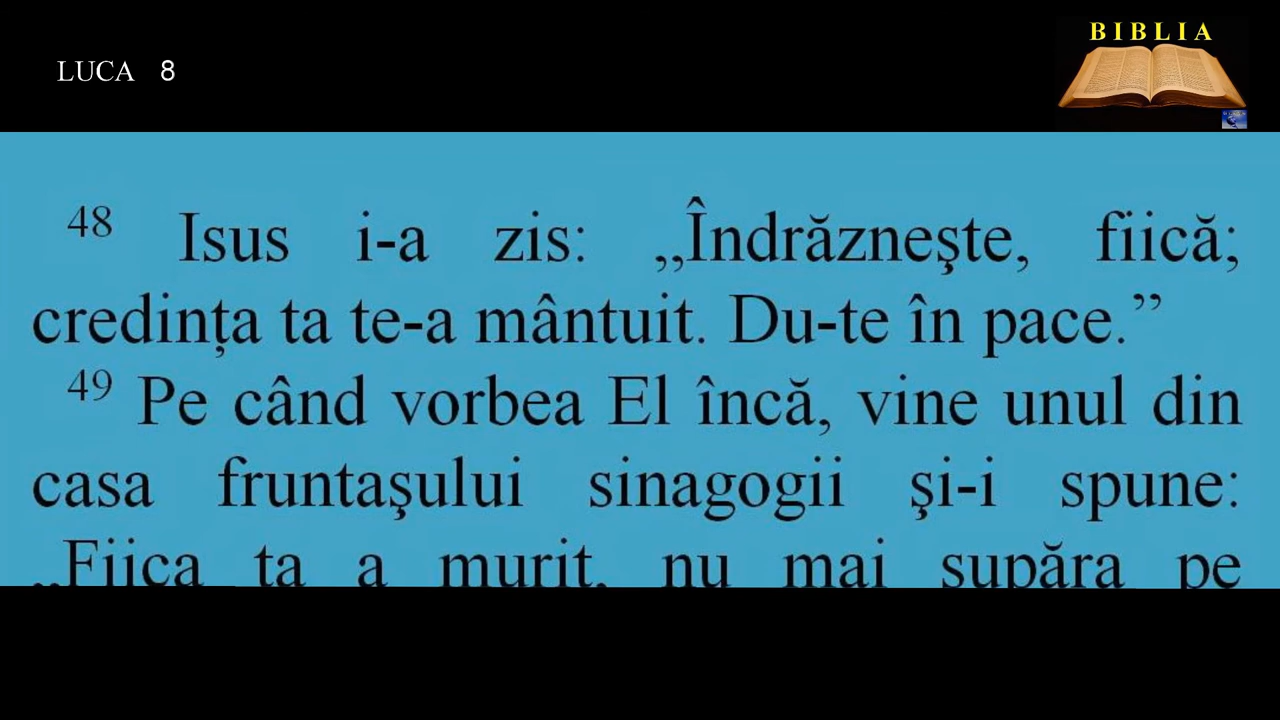 BIBLIA
LUCA 8
48 Isus i-a zis: „Îndrăzneşte, fiică;
credinţa ta te-a mântuit. Du-te în pace.”
49 Pe când vorbea El încă, vine unul din
casa fruntaşului sinagogii şi-i spune:
„Fiica ta a murit, nu mai supăra pe